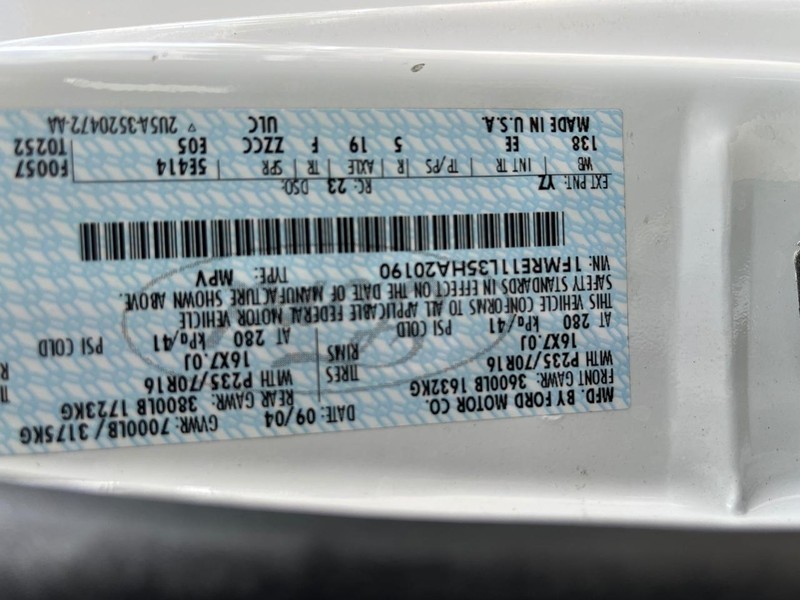 MFD. BY FORD MOTOR CO.
DATE: 09/04 GVWR: 7000LB/3175KG
FRONT GAWR: 3600LB 1632KG REAR GAWR: 3800LB 1723KG
WITH P235/70R16 TIRES WITH P235/70R16
16X7.0J RIMS 16X7.0J
AT 280 kPa/41 PSI COLD AT 280 kPa/41 PSI COLD
THIS VEHICLE CONFORMS TO ALL APPLICABLE FEDERAL MOTOR VEHICLE
SAFETY STANDARDS IN EFFECT ON THE DATE OF MANUFACTURE SHOWN ABOVE.
VIN: 1FMRE11L35HA20190 TYPE: MPV
EXT PNT: YZ RC: 23 DSO:
WB INT TR TP/PS R AXLE TR SPR 5E414 F0057
138 EE 5 19 F ZZCC E05 T0252
MADE IN U.S.A. ULC ▽ 2U5A-3520472-AA